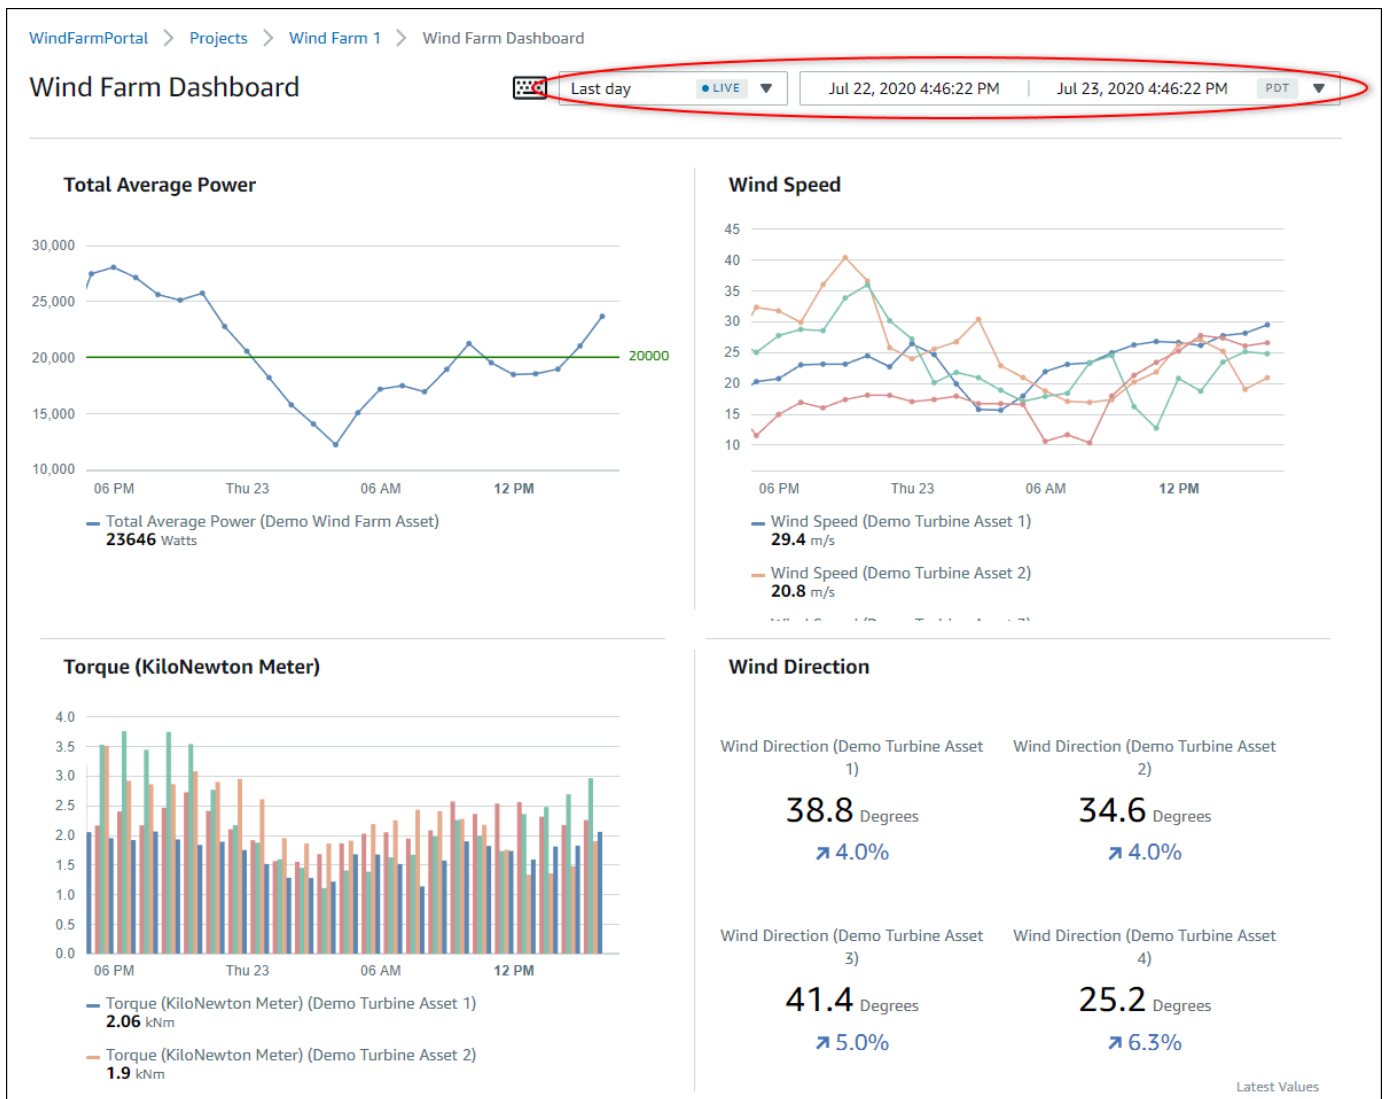 WindFarmPortal > Projects > Wind Farm 1 > Wind Farm Dashboard
Wind Farm Dashboard
Last day
LIVE
Jul 22, 2020 4:46:22 PM
Jul 23, 2020 4:46:22 PM
PDT
Total Average Power
30,000
25,000
20,000
15,000
10,000
20000
06 PM Thu 23 06 AM 12 PM
Total Average Power (Demo Wind Farm Asset)
23646 Watts
Wind Speed
45
40
35
30
25
20
15
10
06 PM Thu 23 06 AM 12 PM
Wind Speed (Demo Turbine Asset 1)
29.4 m/s
Wind Speed (Demo Turbine Asset 2)
20.8 m/s
Torque (KiloNewton Meter)
4.0
3.5
3.0
2.5
2.0
1.5
1.0
0.5
0.0
06 PM Thu 23 06 AM 12 PM
Torque (KiloNewton Meter) (Demo Turbine Asset 1)
2.06 kNm
Torque (KiloNewton Meter) (Demo Turbine Asset 2)
1.9 kNm
Wind Direction
Wind Direction (Demo Turbine Asset
1)
38.8 Degrees
4.0%
Wind Direction (Demo Turbine Asset
2)
34.6 Degrees
4.0%
Wind Direction (Demo Turbine Asset
3)
41.4 Degrees
5.0%
Wind Direction (Demo Turbine Asset
4)
25.2 Degrees
6.3%
Latest Values